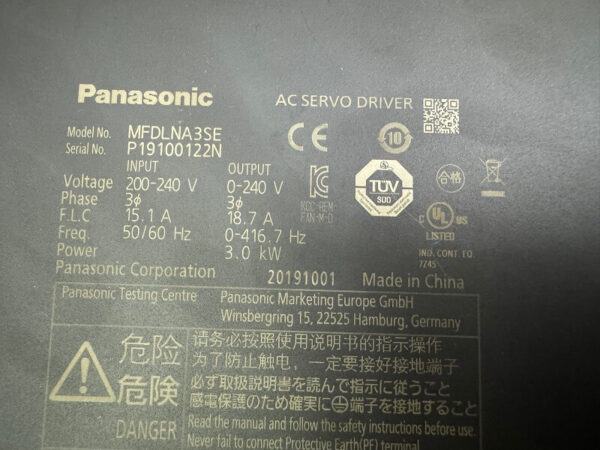 Panasonic AC SERVO DRIVER
Model No. MFDLNA3SE
Serial No. P19100122N
INPUT OUTPUT
Voltage 200-240 V 0-240 V
Phase 3ϕ 3ϕ
F.L.C 15.1 A 18.7 A
Freq. 50/60 Hz 0-416.7 Hz
Power 3.0 kW
CE
10
KCC-REM-
FXN-M-D
TÜV
SÜD
合格
C UL US
LISTED
IND. CONT. EQ.
7Z45
Panasonic Corporation 20191001 Made in China
Panasonic Testing Centre Panasonic Marketing Europe GmbH
Winsbergring 15, 22525 Hamburg, Germany
危险
请务必按照使用说明书的指示操作
为了防止触电，一定要接好接地端子
危険
必ず取扱説明書を読んで指示に従うこと
感電保護のため確実に⏚端子を接地すること
DANGER
Read the manual and follow the safety instructions before use.
Never fail to connect Protective Earth(PE) terminal.